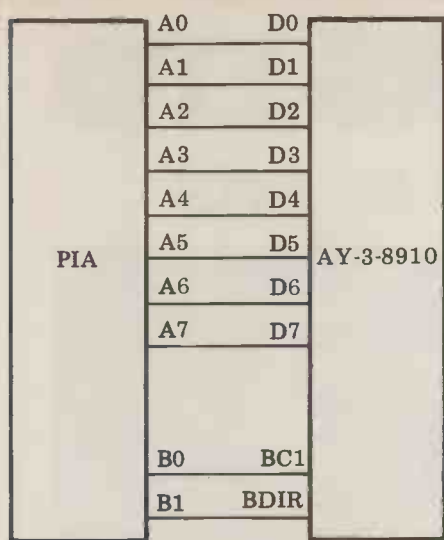 A0 D0
A1 D1
A2 D2
A3 D3
A4 D4
A5 D5
PIA AY-3-8910
A6 D6
A7 D7
B0 BC1
B1 BDIR